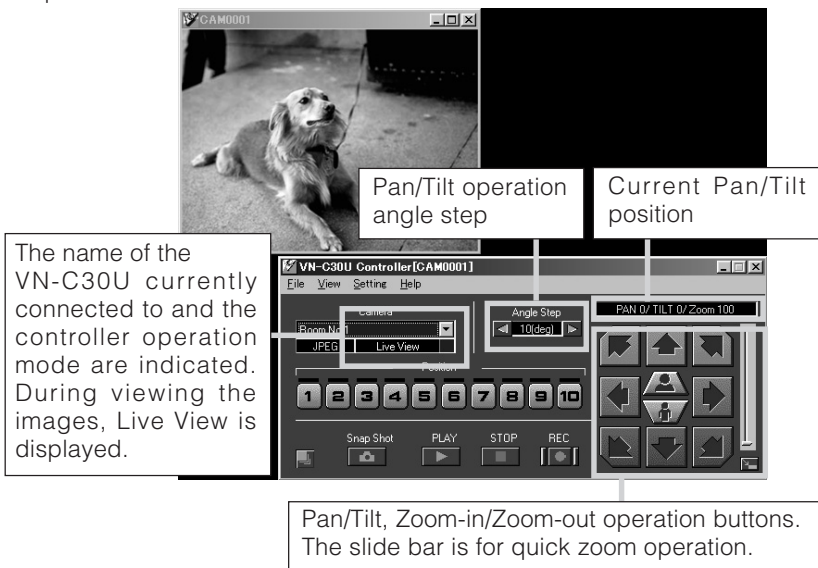 CAM0001
Pan/Tilt operation
angle step
Current Pan/Tilt
position
The name of the
VN-C30U currently
connected to and the
controller operation
mode are indicated.
During viewing the
images, Live View is
displayed.
VN-C30U Controller[CAM0001]
File View Setting Help
Camera
Room No.1
JPEG Live View
Angle Step
10(deg)
PAN 0/ TILT 0/ Zoom 100
Position
1 2 3 4 5 6 7 8 9 10
Snap Shot PLAY STOP REC
Pan/Tilt, Zoom-in/Zoom-out operation buttons.
The slide bar is for quick zoom operation.